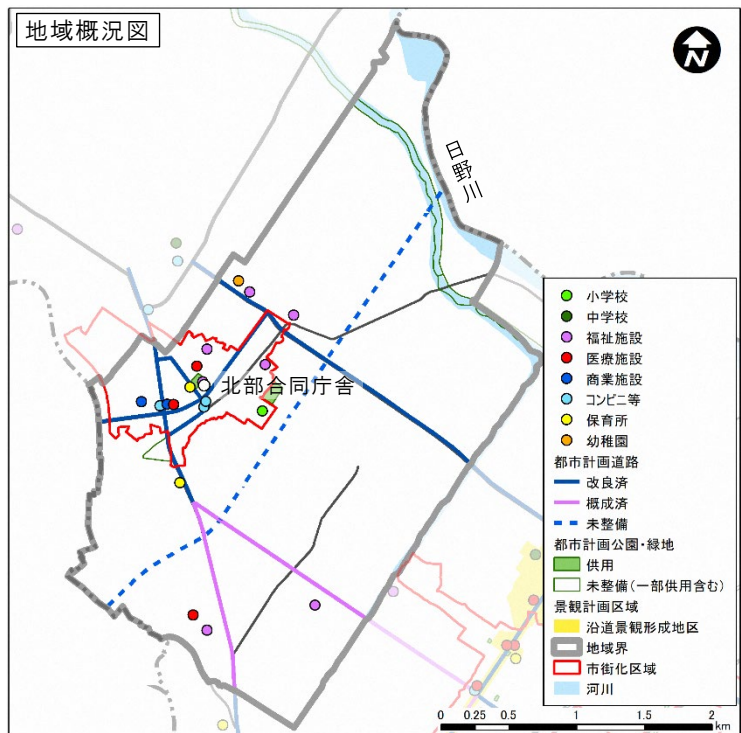 地域概況図
N
日野川
北部合同庁舎
小学校
中学校
福祉施設
医療施設
商業施設
コンビニ等
保育所
幼稚園
都市計画道路
改良済
概成済
未整備
都市計画公園・緑地
供用
未整備(一部供用含む)
景観計画区域
沿道景観形成地区
地域界
市街化区域
河川
0 0.25 0.5 1 1.5 2
km